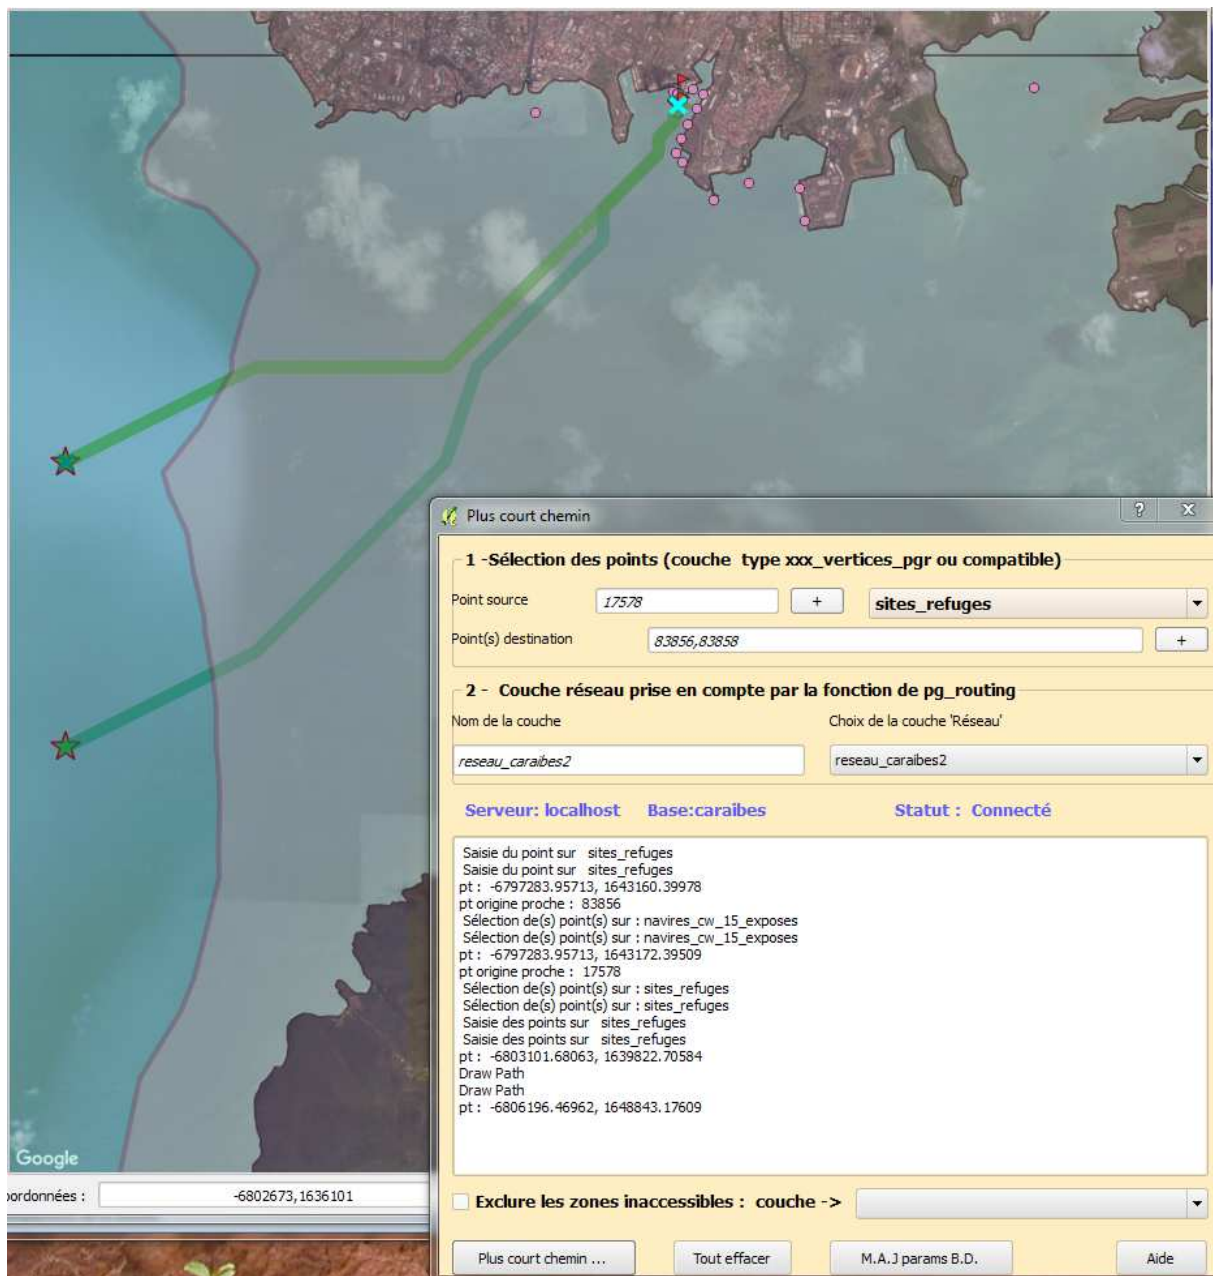 Plus court chemin
1 -Sélection des points (couche type xxx_vertices_pgr ou compatible)
Point source 17578 + sites_refuges
Point(s) destination 83856,83858 +
2 - Couche réseau prise en compte par la fonction de pg_routing
Nom de la couche Choix de la couche 'Réseau'
reseau_caraibes2 reseau_caraibes2
Serveur: localhost Base:caraibes Statut : Connecté
Saisie du point sur sites_refuges
Saisie du point sur sites_refuges
pt : -6797283.95713, 1643160.39978
pt origine proche : 83856
Sélection de(s) point(s) sur : navires_cw_15_exposes
Sélection de(s) point(s) sur : navires_cw_15_exposes
pt : -6797283.95713, 1643172.39509
pt origine proche : 17578
Sélection de(s) point(s) sur : sites_refuges
Sélection de(s) point(s) sur : sites_refuges
Saisie des points sur sites_refuges
Saisie des points sur sites_refuges
pt : -6803101.68063, 1639822.70584
Draw Path
Draw Path
pt : -6806196.46962, 1648843.17609
Google
oordonnées : -6802673,1636101
Exclure les zones inaccessibles : couche ->
Plus court chemin ... Tout effacer M.A.J params B.D. Aide